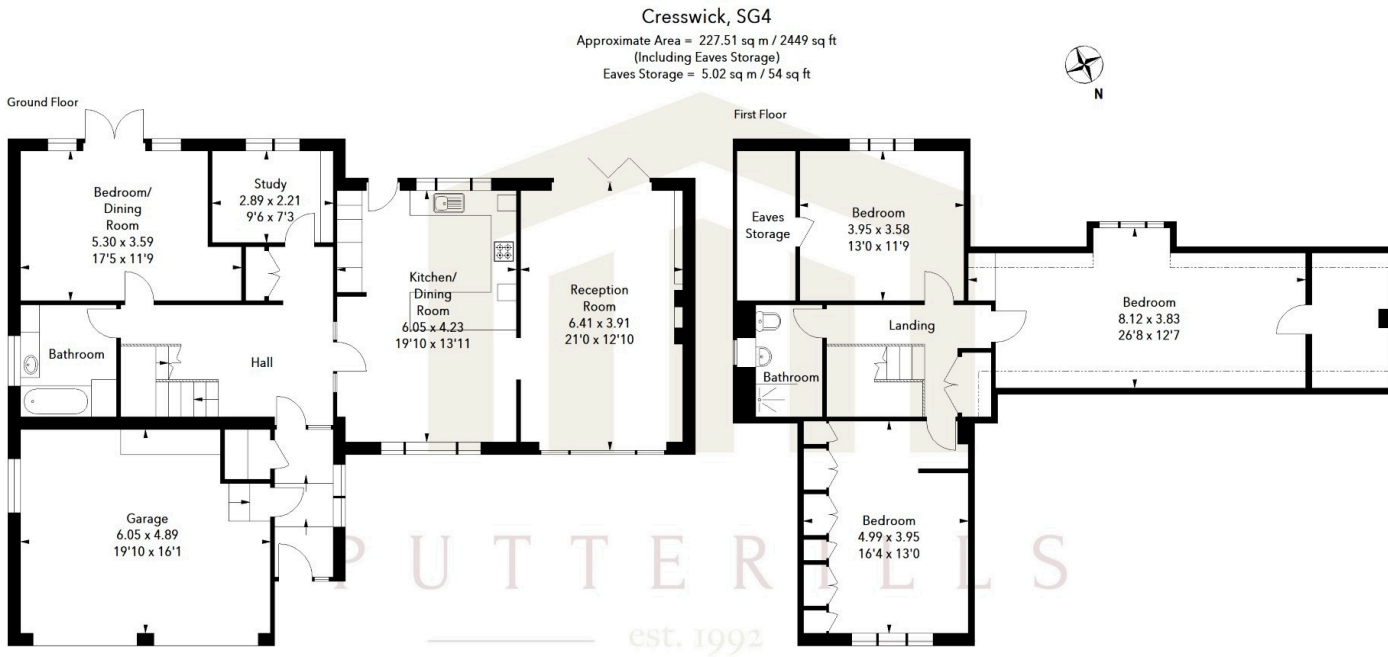 Cresswick, SG4
Approximate Area = 227.51 sq m / 2449 sq ft
(Including Eaves Storage)
Eaves Storage = 5.02 sq m / 54 sq ft
N
Ground Floor
Bedroom/
Dining
Room
5.30 x 3.59
17'5 x 11'9
Study
2.89 x 2.21
9'6 x 7'3
Kitchen/
Dining
Room
6.05 x 4.23
19'10 x 13'11
Reception
Room
6.41 x 3.91
21'0 x 12'10
Bathroom
Hall
Garage
6.05 x 4.89
19'10 x 16'1
First Floor
Eaves
Storage
Bedroom
3.95 x 3.58
13'0 x 11'9
Bedroom
8.12 x 3.83
26'8 x 12'7
Landing
Bathroom
Bedroom
4.99 x 3.95
16'4 x 13'0
PUTTERILLS
est. 1992